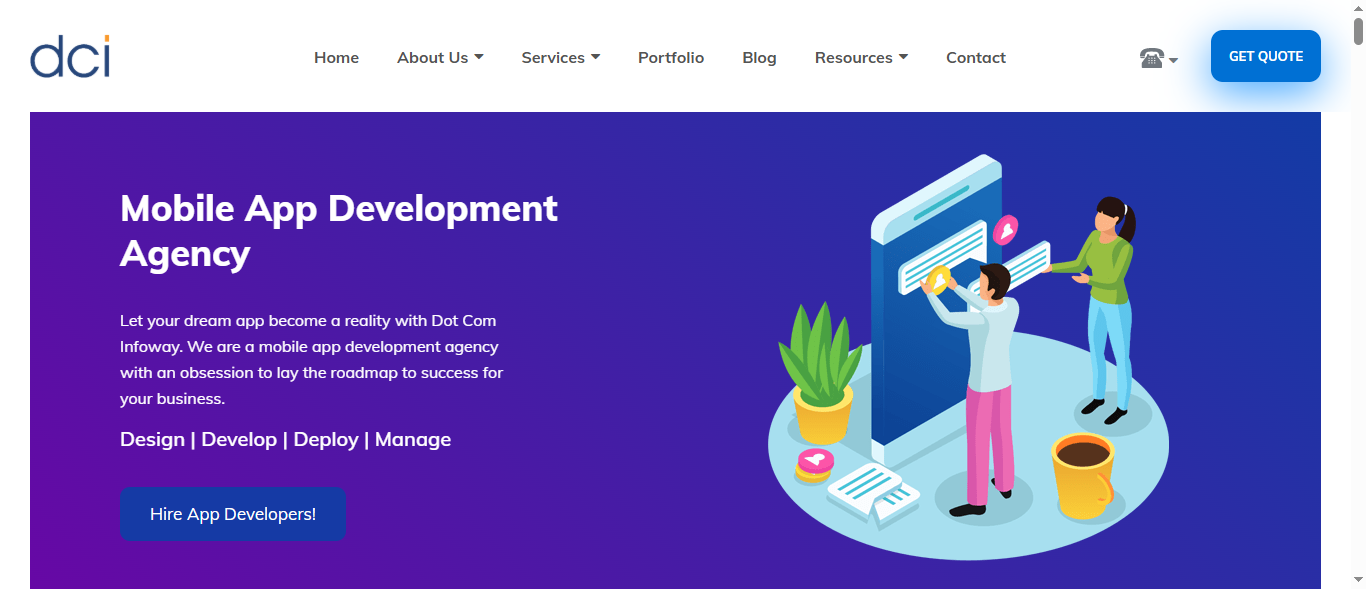 dci
Home About Us Services Portfolio Blog Resources Contact GET QUOTE
Mobile App Development
Agency
Let your dream app become a reality with Dot Com
Infoway. We are a mobile app development agency
with an obsession to lay the roadmap to success for
your business.
Design | Develop | Deploy | Manage
Hire App Developers!